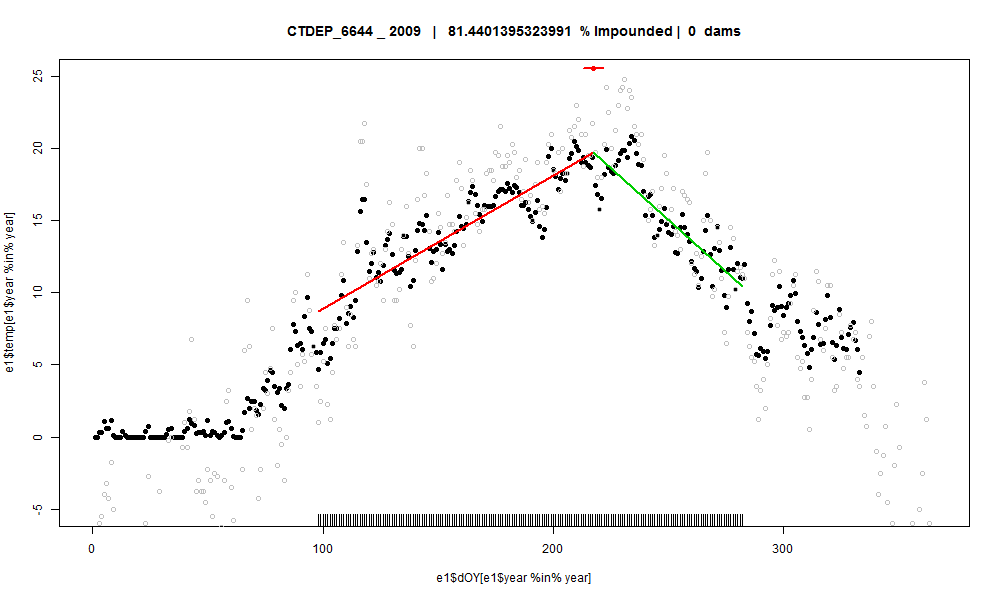 CTDEP_6644 _ 2009 | 81.4401395323991 % Impounded | 0 dams
e1$temp[e1$year %in% year]
25
20
15
10
5
0
-5
0 100 200 300
e1$dOY[e1$year %in% year]